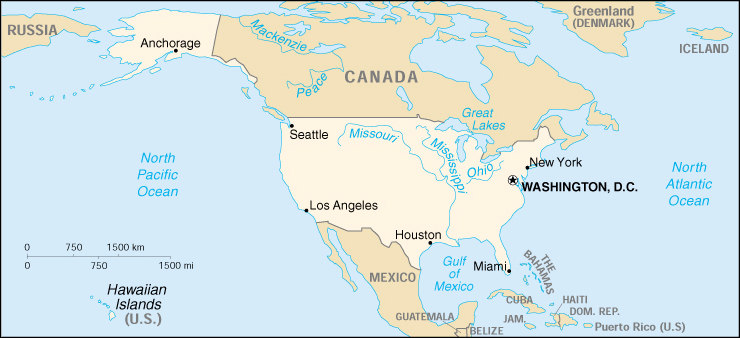 Greenland
(DENMARK)
RUSSIA
Mackenzie
Anchorage
ICELAND
CANADA
Peace
Great
Lakes
Seattle
Missouri
Mississippi
Ohio
New York
North
Pacific
Ocean
WASHINGTON, D.C.
North
Atlantic
Ocean
Los Angeles
Houston
0 750 1500 km
0 750 1500 mi
Gulf
of
Mexico
Miami
THE
BAHAMAS
MEXICO
Hawaiian
Islands
(U.S.)
CUBA
HAITI
DOM. REP.
JAM.
GUATEMALA
BELIZE
Puerto Rico (U.S.)